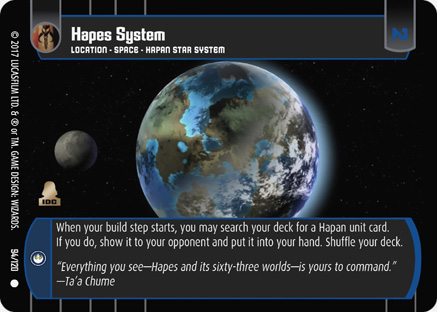 Hapes System
LOCATION - SPACE - HAPAN STAR SYSTEM
2
© 2017 LUCASFILM LTD. & ® or TM. GAME DESIGN: WIZARDS.
94/120
IDC
When your build step starts, you may search your deck for a Hapan unit card.
If you do, show it to your opponent and put it into your hand. Shuffle your deck.
"Everything you see—Hapes and its sixty-three worlds—is yours to command."
—Ta'a Chume